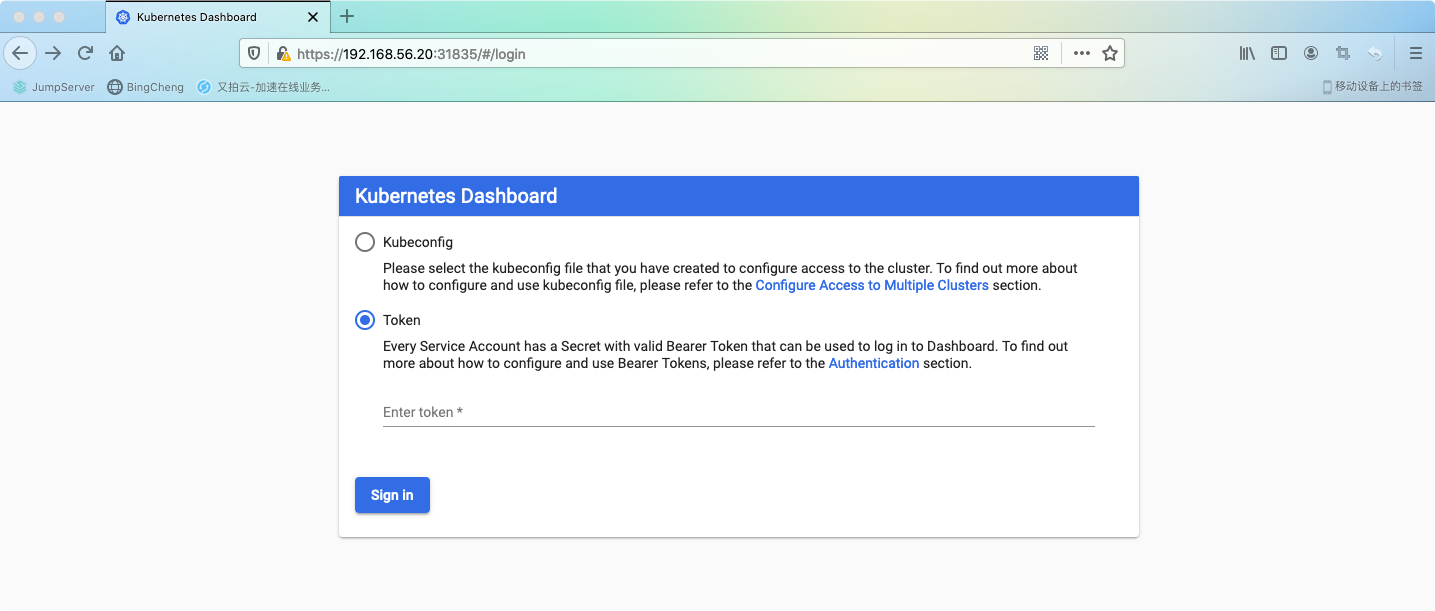 Kubernetes Dashboard
https://192.168.56.20:31835/#/login
JumpServer
BingCheng
又拍云-加速在线业务...
移动设备上的书签
Kubernetes Dashboard
Kubeconfig
Please select the kubeconfig file that you have created to configure access to the cluster. To find out more about
how to configure and use kubeconfig file, please refer to the Configure Access to Multiple Clusters section.
Token
Every Service Account has a Secret with valid Bearer Token that can be used to log in to Dashboard. To find out
more about how to configure and use Bearer Tokens, please refer to the Authentication section.
Enter token *
Sign in